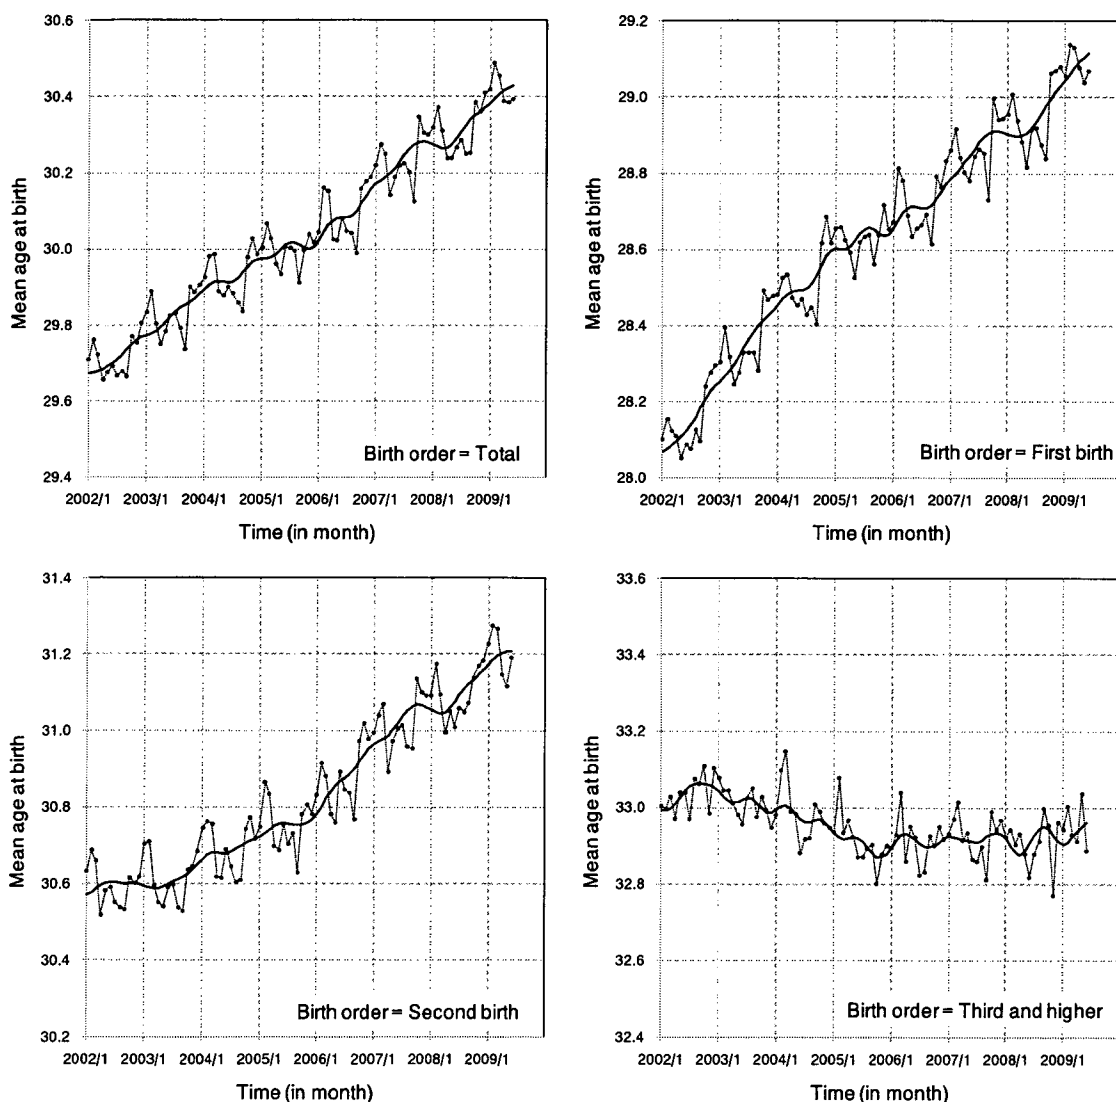 30.6
30.4
30.2
30.0
29.8
29.6
29.4
Mean age at birth
Birth order = Total
2002/1 2003/1 2004/1 2005/1 2006/1 2007/1 2008/1 2009/1
Time (in month)
29.2
29.0
28.8
28.6
28.4
28.2
28.0
Mean age at birth
Birth order = First birth
2002/1 2003/1 2004/1 2005/1 2006/1 2007/1 2008/1 2009/1
Time (in month)
31.4
31.2
31.0
30.8
30.6
30.4
30.2
Mean age at birth
Birth order = Second birth
2002/1 2003/1 2004/1 2005/1 2006/1 2007/1 2008/1 2009/1
Time (in month)
33.6
33.4
33.2
33.0
32.8
32.6
32.4
Mean age at birth
Birth order = Third and higher
2002/1 2003/1 2004/1 2005/1 2006/1 2007/1 2008/1 2009/1
Time (in month)